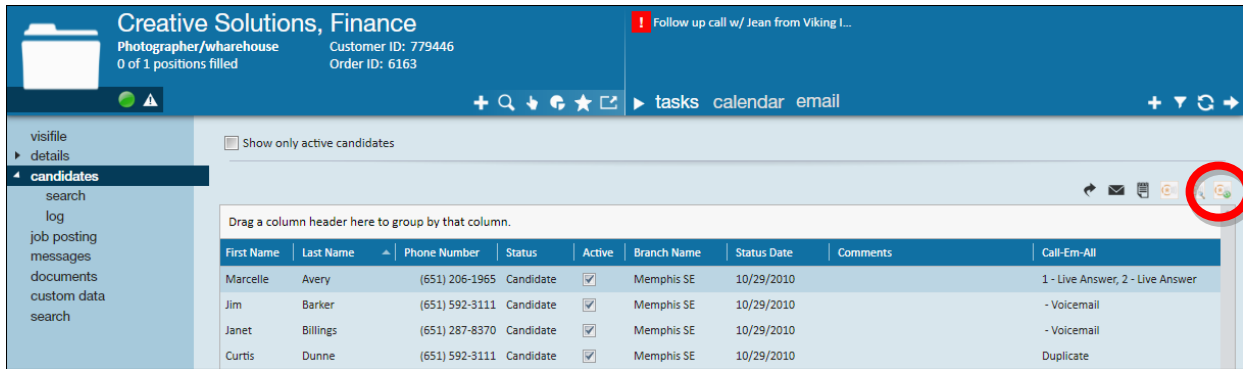 Creative Solutions, Finance
Photographer/wharehouse Customer ID: 779446
0 of 1 positions filled Order ID: 6163
! Follow up call w/ Jean from Viking I...
tasks calendar email
visifile
details
candidates
search
log
job posting
messages
documents
custom data
search
Show only active candidates
Drag a column header here to group by that column.
First Name Last Name Phone Number Status Active Branch Name Status Date Comments Call-Em-All
Marcelle Avery (651) 206-1965 Candidate Memphis SE 10/29/2010 1 - Live Answer, 2 - Live Answer
Jim Barker (651) 592-3111 Candidate Memphis SE 10/29/2010 - Voicemail
Janet Billings (651) 287-8370 Candidate Memphis SE 10/29/2010 - Voicemail
Curtis Dunne (651) 592-3111 Candidate Memphis SE 10/29/2010 Duplicate